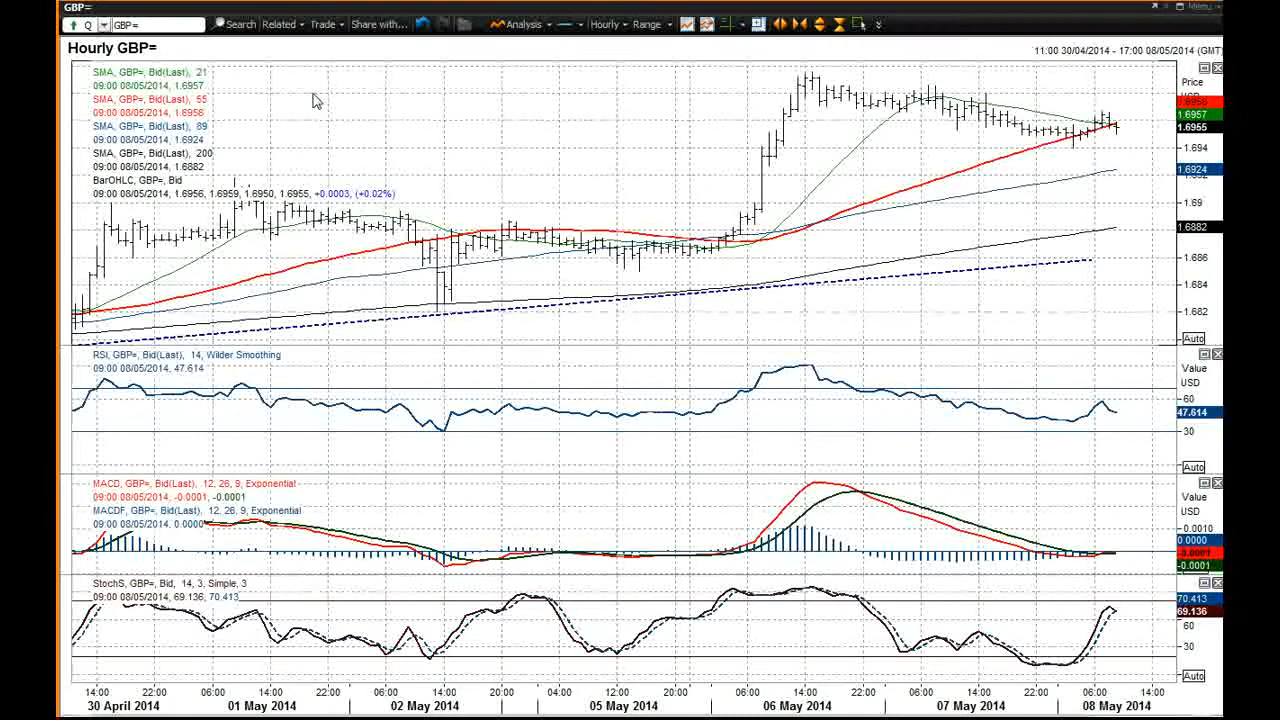 GBP=
Menu
Q GBP= Search Related Trade Share with... Analysis Hourly Range
Hourly GBP=
11:00 30/04/2014 - 17:00 08/05/2014 (GMT)
SMA, GBP=, Bid(Last), 21
09:00 08/05/2014, 1.6957
SMA, GBP=, Bid(Last), 55
09:00 08/05/2014, 1.6956
SMA, GBP=, Bid(Last), 89
09:00 08/05/2014, 1.6924
SMA, GBP=, Bid(Last), 200
09:00 08/05/2014, 1.6882
BarOHLC, GBP=, Bid
09:00 08/05/2014, 1.6956, 1.6959, 1.6950, 1.6955, +0.0003, (+0.02%)
Price
USD
1.6956
1.6957
1.6955
1.694
1.6924
1.692
1.69
1.6882
1.686
1.684
1.682
Auto
RSI, GBP=, Bid(Last), 14, Wilder Smoothing
09:00 08/05/2014, 47.614
Value
USD
60
47.614
30
Auto
MACD, GBP=, Bid(Last), 12, 26, 9, Exponential
09:00 08/05/2014, -0.0001, -0.0001
MACDF, GBP=, Bid(Last), 12, 26, 9, Exponential
09:00 08/05/2014, 0.0000
Value
USD
0.0010
0.0000
-0.0001
-0.0001
StochS, GBP=, Bid, 14, 3, Simple, 3
09:00 08/05/2014, 69.136, 70.413
70.413
69.136
60
30
Auto
14:00 22:00 06:00 14:00 22:00 06:00 14:00 20:00 04:00 12:00 20:00 06:00 14:00 22:00 06:00 14:00 22:00 06:00 14:00
30 April 2014 01 May 2014 02 May 2014 05 May 2014 06 May 2014 07 May 2014 08 May 2014